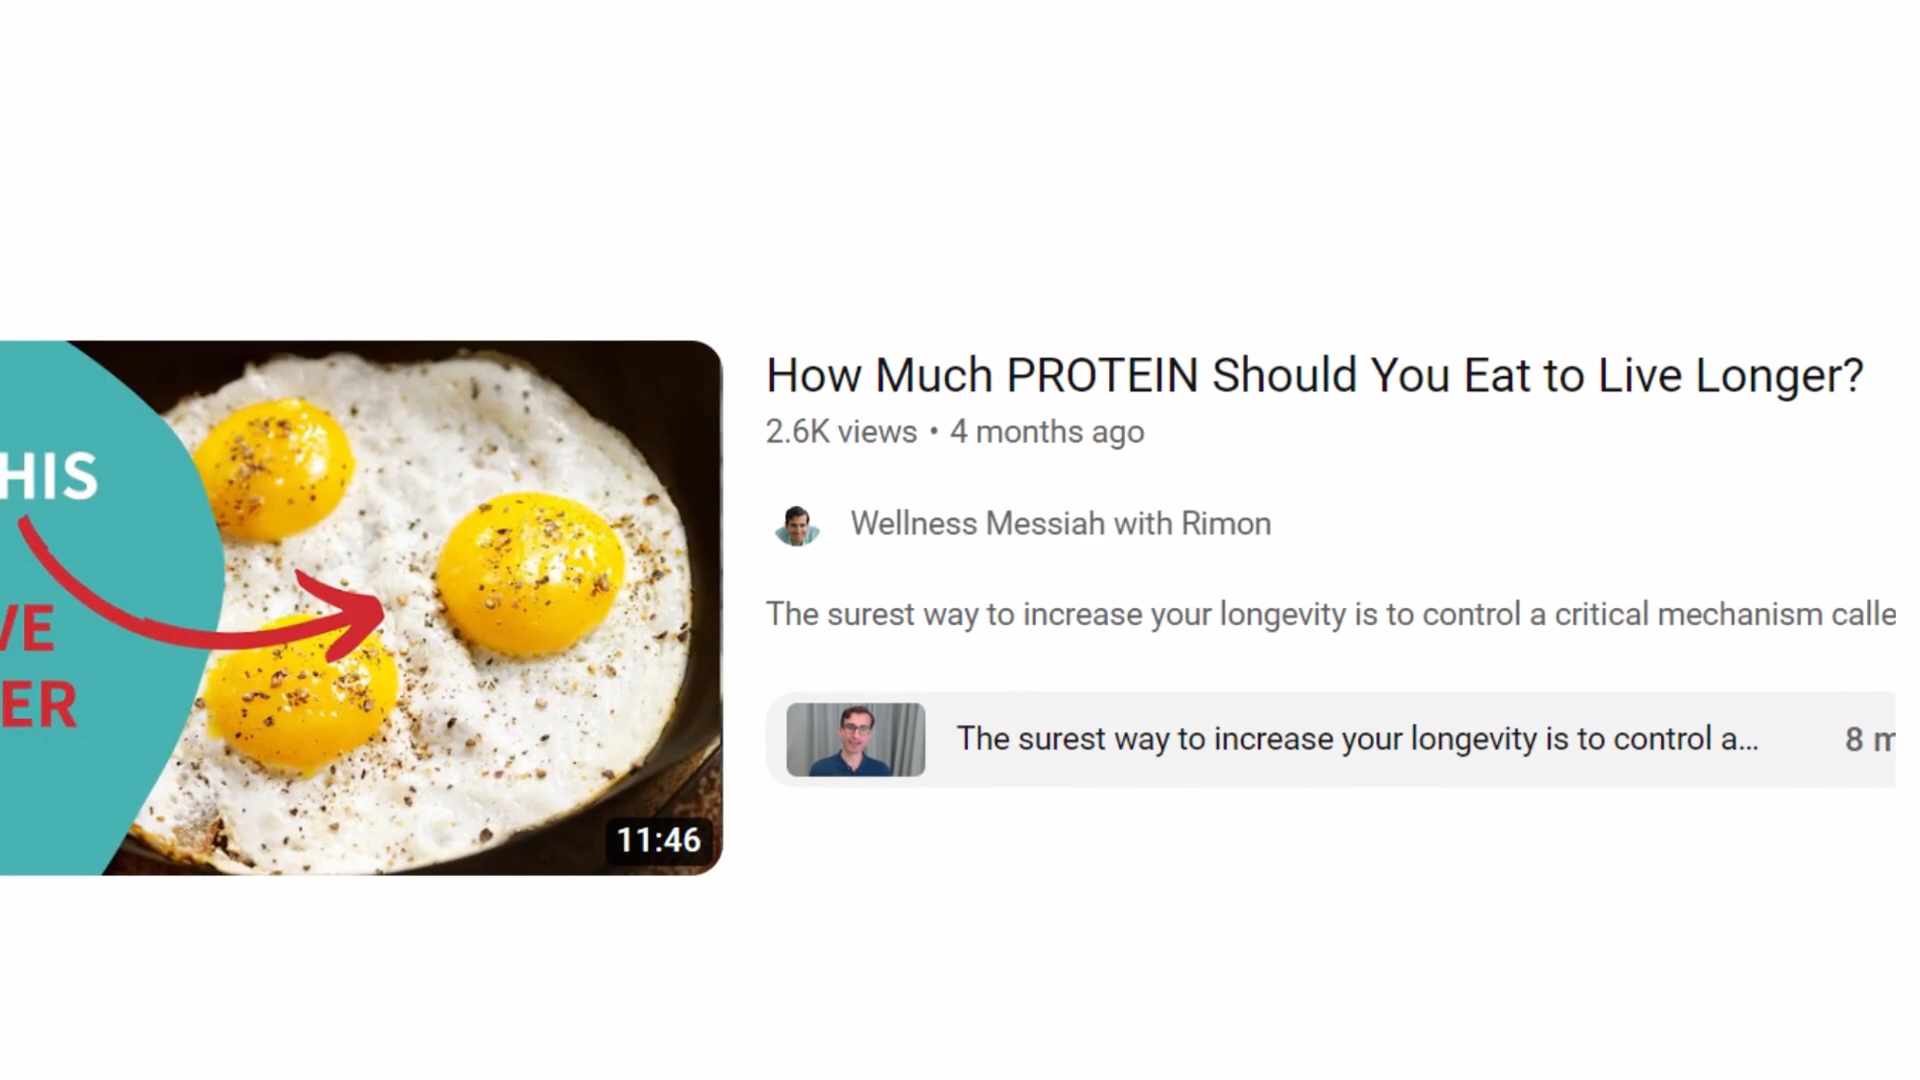 HIS
VE
ER
11:46
How Much PROTEIN Should You Eat to Live Longer?
2.6K views • 4 months ago
Wellness Messiah with Rimon
The surest way to increase your longevity is to control a critical mechanism calle
The surest way to increase your longevity is to control a...
8 m